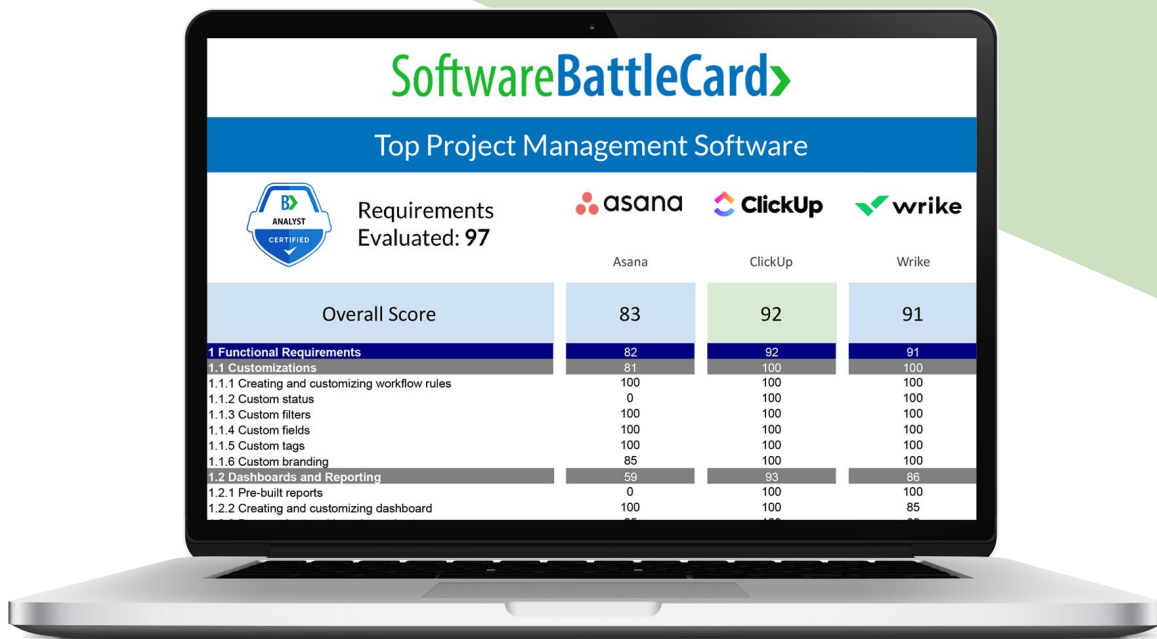 SoftwareBattleCard
Top Project Management Software
B
ANALYST
CERTIFIED
Requirements
Evaluated: 97
asana ClickUp wrike
Asana ClickUp Wrike
Overall Score 83 92 91
1 Functional Requirements 82 92 91
1.1 Customizations 81 100 100
1.1.1 Creating and customizing workflow rules 100 100 100
1.1.2 Custom status 0 100 100
1.1.3 Custom filters 100 100 100
1.1.4 Custom fields 100 100 100
1.1.5 Custom tags 100 100 100
1.1.6 Custom branding 85 100 100
1.2 Dashboards and Reporting 59 93 86
1.2.1 Pre-built reports 0 100 100
1.2.2 Creating and customizing dashboard 100 100 85